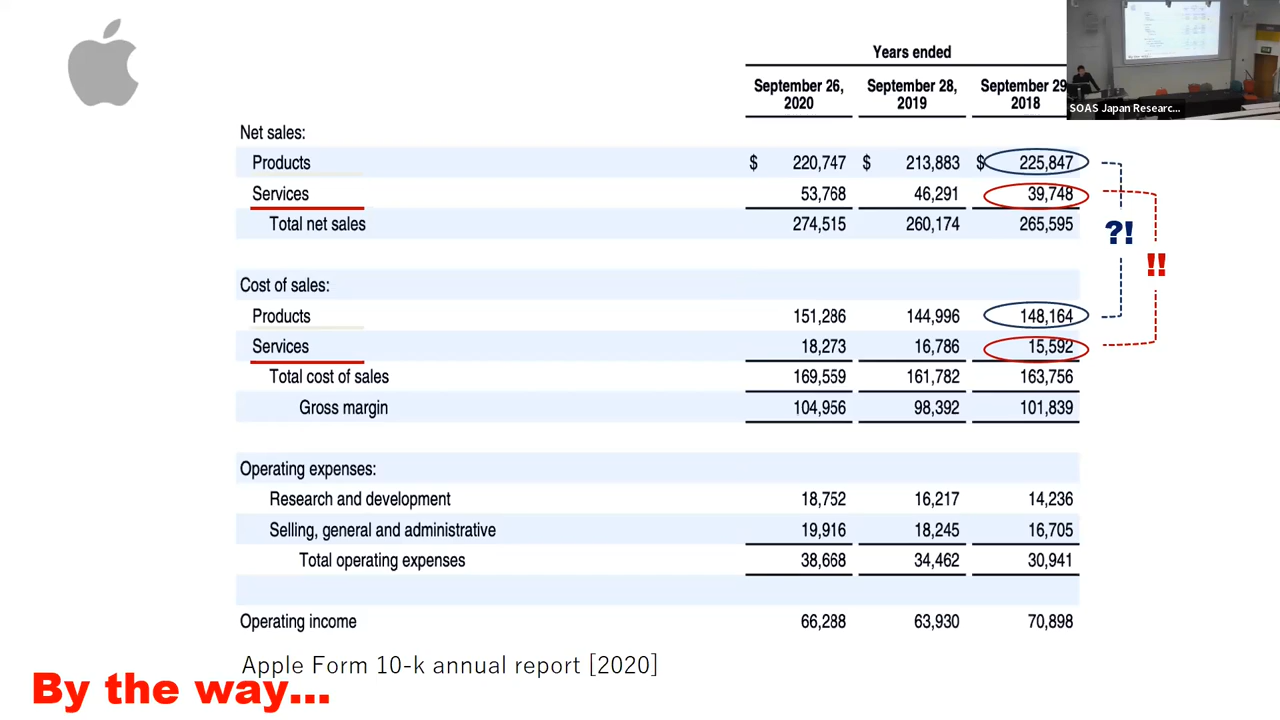 Years ended
September 26, 2020 September 28, 2019 September 29 2018
SOAS Japan Researc...
Net sales:
Products $ 220,747 $ 213,883 $ 225,847
Services 53,768 46,291 39,748
Total net sales 274,515 260,174 265,595
?!
!!
Cost of sales:
Products 151,286 144,996 148,164
Services 18,273 16,786 15,592
Total cost of sales 169,559 161,782 163,756
Gross margin 104,956 98,392 101,839
Operating expenses:
Research and development 18,752 16,217 14,236
Selling, general and administrative 19,916 18,245 16,705
Total operating expenses 38,668 34,462 30,941
Operating income 66,288 63,930 70,898
Apple Form 10-k annual report [2020]
By the way...